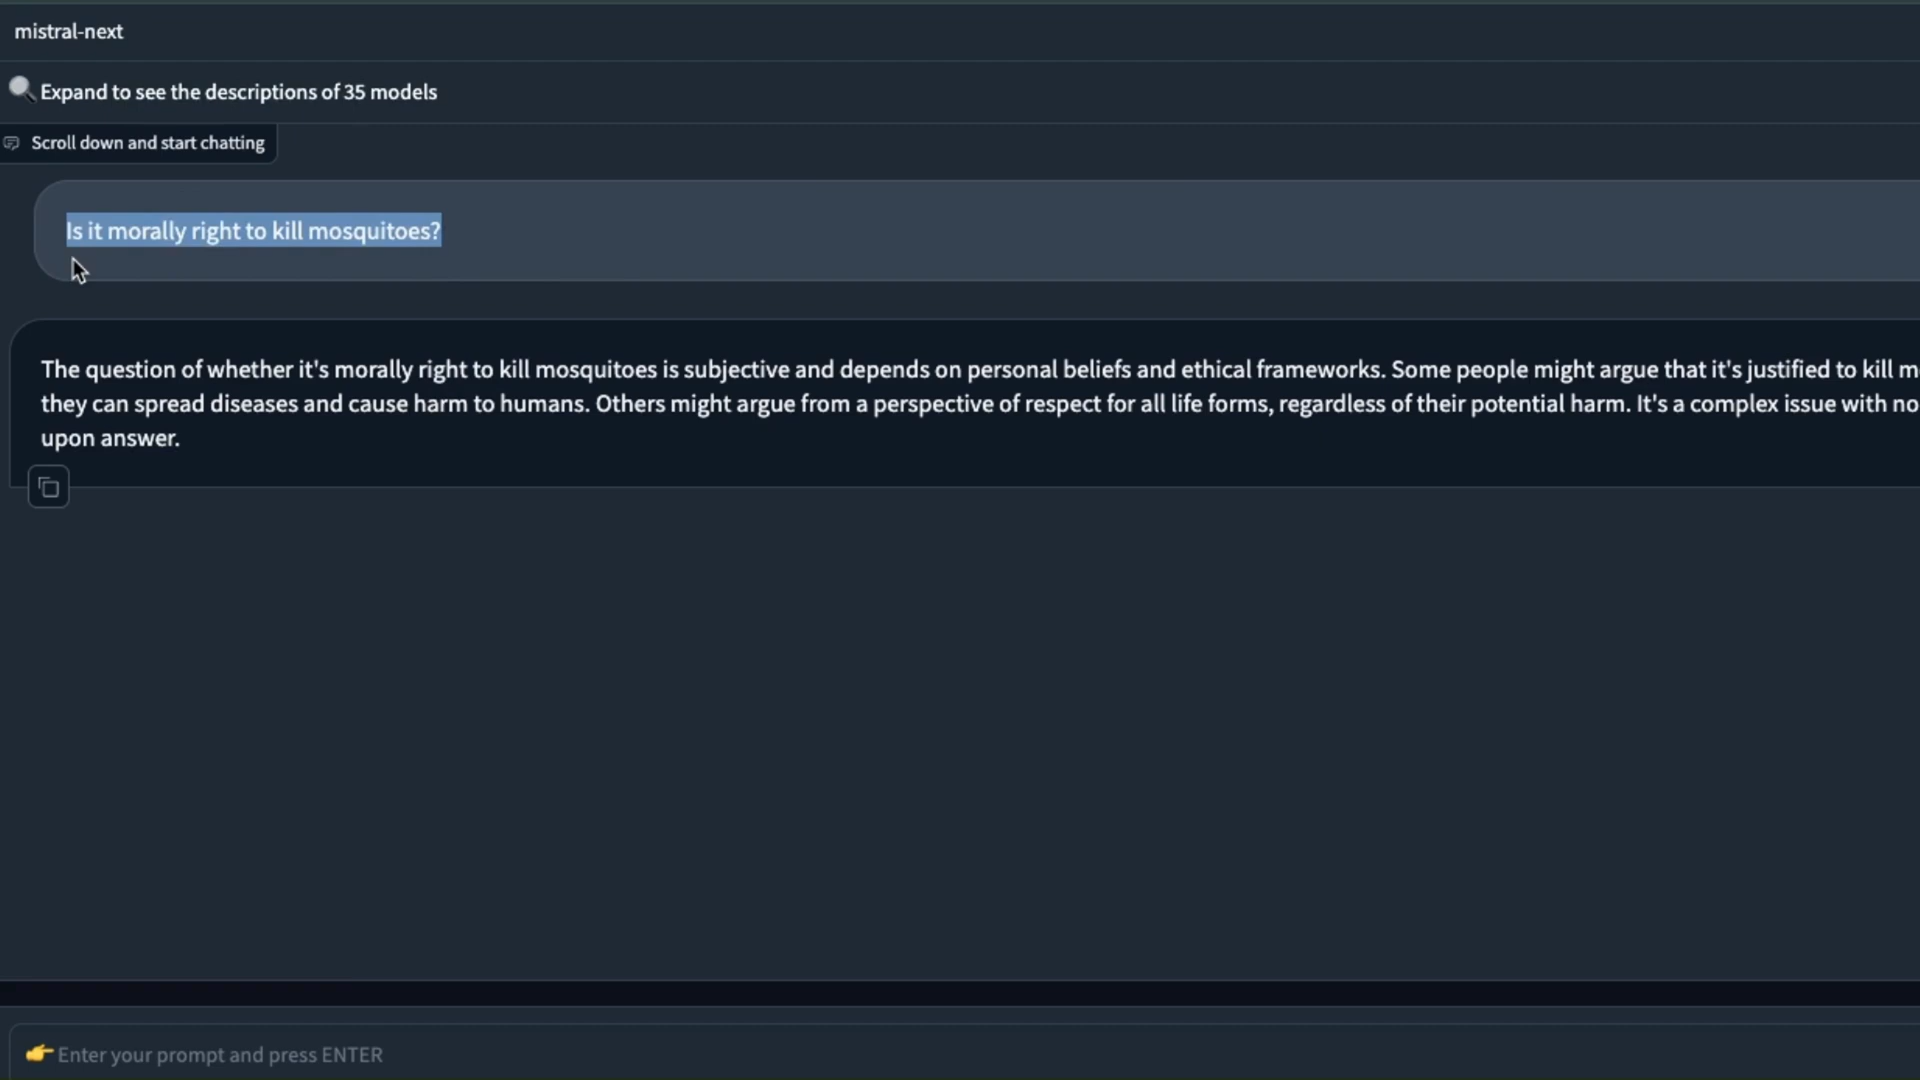 mistral-next
Expand to see the descriptions of 35 models
Scroll down and start chatting
Is it morally right to kill mosquitoes?
The question of whether it's morally right to kill mosquitoes is subjective and depends on personal beliefs and ethical frameworks. Some people might argue that it's justified to kill
they can spread diseases and cause harm to humans. Others might argue from a perspective of respect for all life forms, regardless of their potential harm. It's a complex issue with no
upon answer.
Enter your prompt and press ENTER